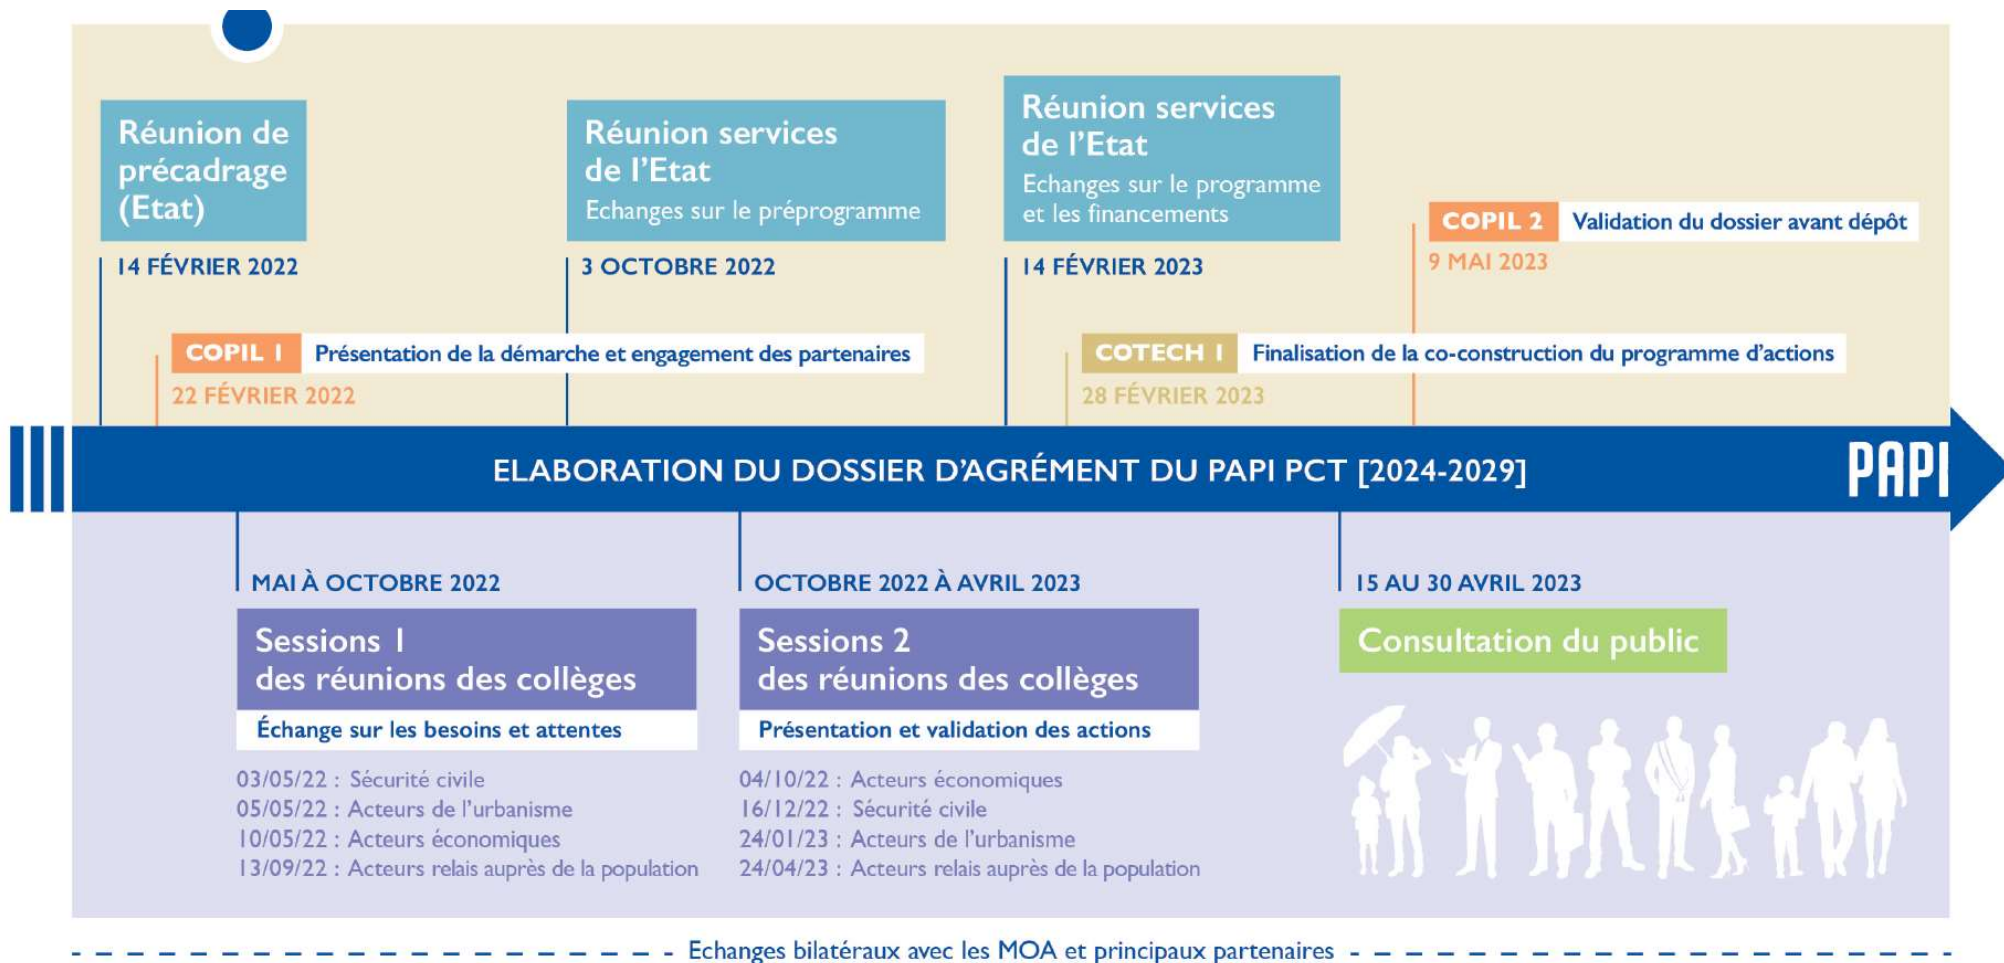 Réunion de
précadrage
(Etat)
14 FÉVRIER 2022
Réunion services
de l'Etat
Echanges sur le préprogramme
3 OCTOBRE 2022
Réunion services
de l'Etat
Echanges sur le programme
et les financements
14 FÉVRIER 2023
COPIL 2 Validation du dossier avant dépôt
9 MAI 2023
COPIL 1 Présentation de la démarche et engagement des partenaires
22 FÉVRIER 2022
COTECH 1 Finalisation de la co-construction du programme d'actions
28 FÉVRIER 2023
ELABORATION DU DOSSIER D'AGRÉMENT DU PAPI PCT [2024-2029]
PAPI
MAI À OCTOBRE 2022
Sessions 1
des réunions des collèges
Échange sur les besoins et attentes
03/05/22 : Sécurité civile
05/05/22 : Acteurs de l'urbanisme
10/05/22 : Acteurs économiques
13/09/22 : Acteurs relais auprès de la population
OCTOBRE 2022 À AVRIL 2023
Sessions 2
des réunions des collèges
Présentation et validation des actions
04/10/22 : Acteurs économiques
16/12/22 : Sécurité civile
24/01/23 : Acteurs de l'urbanisme
24/04/23 : Acteurs relais auprès de la population
15 AU 30 AVRIL 2023
Consultation du public
Echanges bilatéraux avec les MOA et principaux partenaires